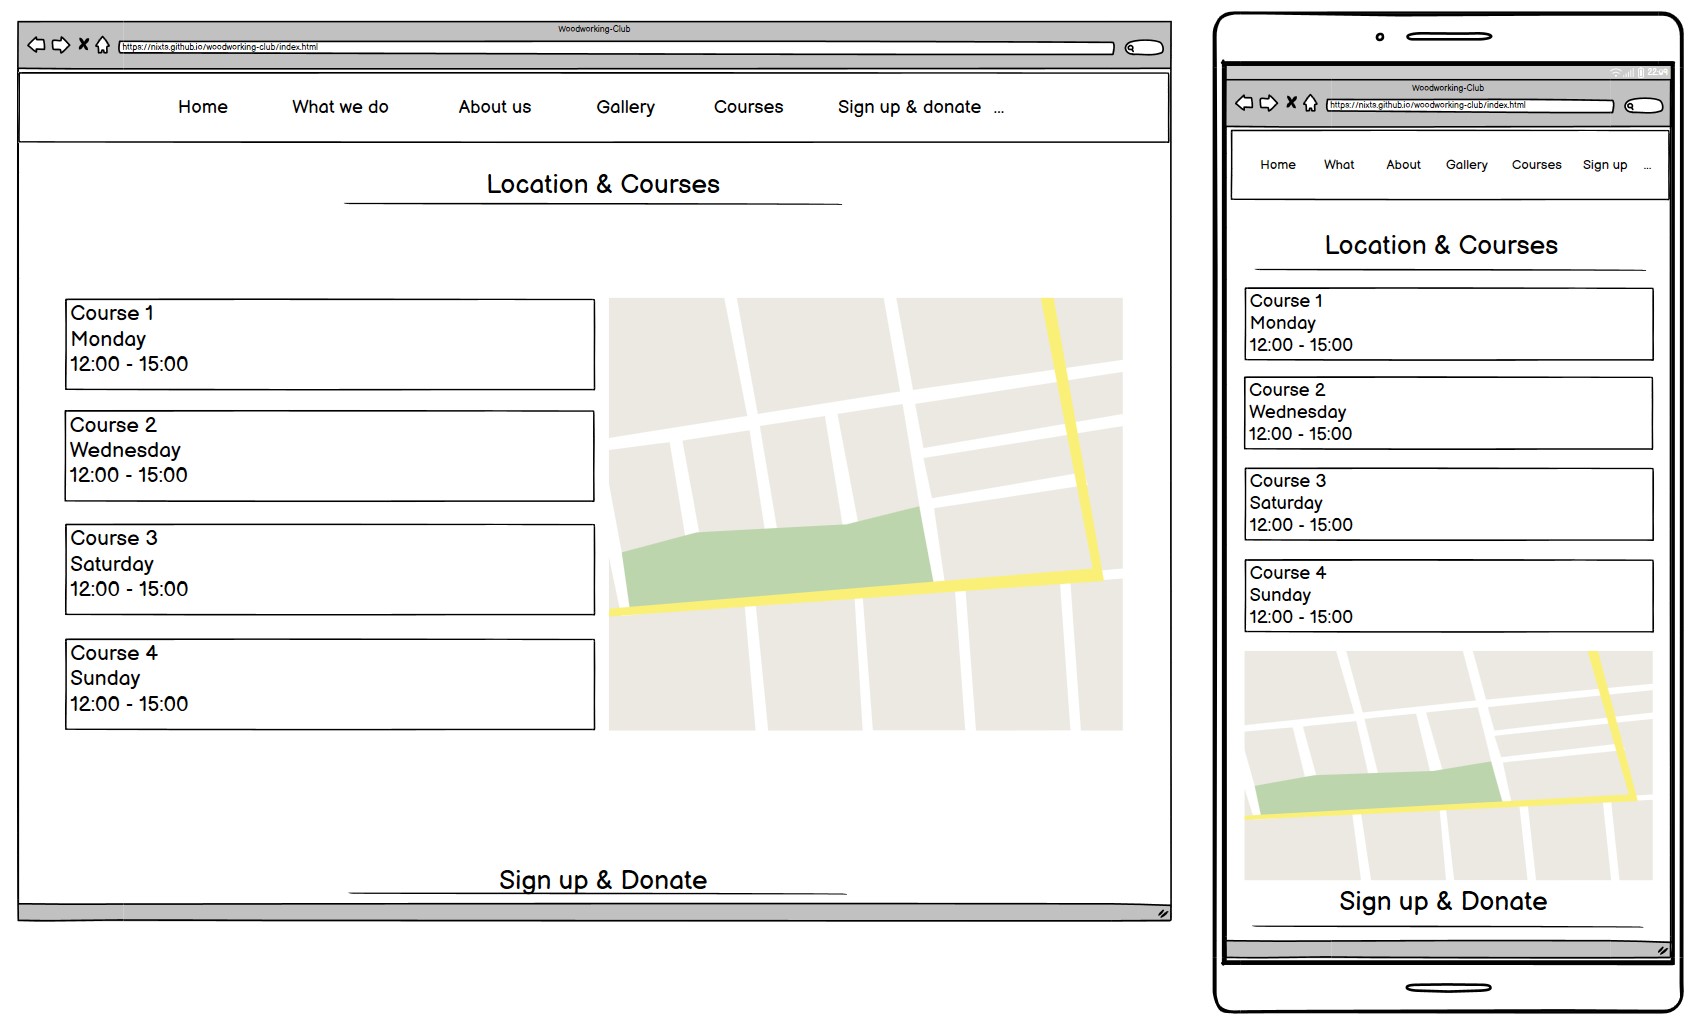 Woodworking-Club
https://nixts.github.io/woodworking-club/index.html
Home What we do About us Gallery Courses Sign up & donate ...
Location & Courses
Course 1
Monday
12:00 - 15:00
Course 2
Wednesday
12:00 - 15:00
Course 3
Saturday
12:00 - 15:00
Course 4
Sunday
12:00 - 15:00
Sign up & Donate
22:09
Woodworking-Club
https://nixts.github.io/woodworking-club/index.html
Home What About Gallery Courses Sign up ...
Location & Courses
Course 1
Monday
12:00 - 15:00
Course 2
Wednesday
12:00 - 15:00
Course 3
Saturday
12:00 - 15:00
Course 4
Sunday
12:00 - 15:00
Sign up & Donate